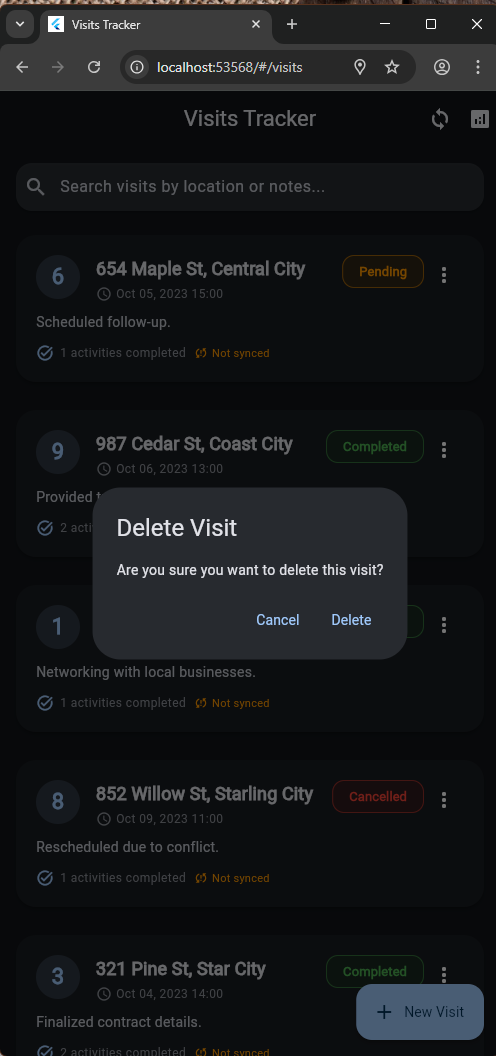 Visits Tracker
localhost:53568/#/visits
Visits Tracker
Search visits by location or notes...
6
654 Maple St, Central City
Pending
Oct 05, 2023 15:00
Scheduled follow-up.
1 activities completed
Not synced
9
987 Cedar St, Coast City
Completed
Oct 06, 2023 13:00
Provided
2 acti
Delete Visit
Are you sure you want to delete this visit?
Cancel
Delete
1
Networking with local businesses.
1 activities completed
Not synced
8
852 Willow St, Starling City
Cancelled
Oct 09, 2023 11:00
Rescheduled due to conflict.
1 activities completed
Not synced
3
321 Pine St, Star City
Completed
Oct 04, 2023 14:00
Finalized contract details.
New Visit
2 activities completed
Not synced